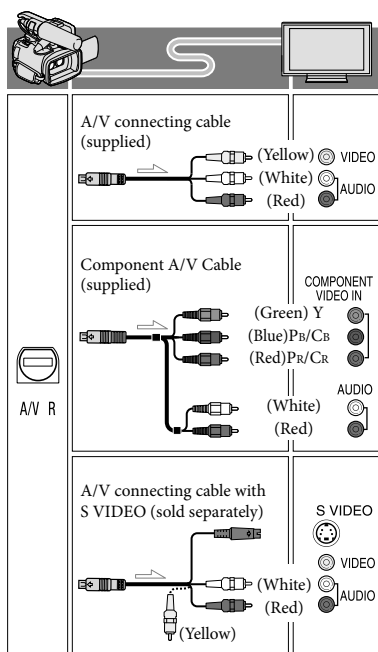 A/V R
A/V connecting cable
(supplied)
(Yellow)
(White)
(Red)
VIDEO
AUDIO
Component A/V Cable
(supplied)
(Green) Y
(Blue)PB/CB
(Red)PR/CR
(White)
(Red)
COMPONENT
VIDEO IN
AUDIO
A/V connecting cable with
S VIDEO (sold separately)
(White)
(Red)
(Yellow)
S VIDEO
VIDEO
AUDIO